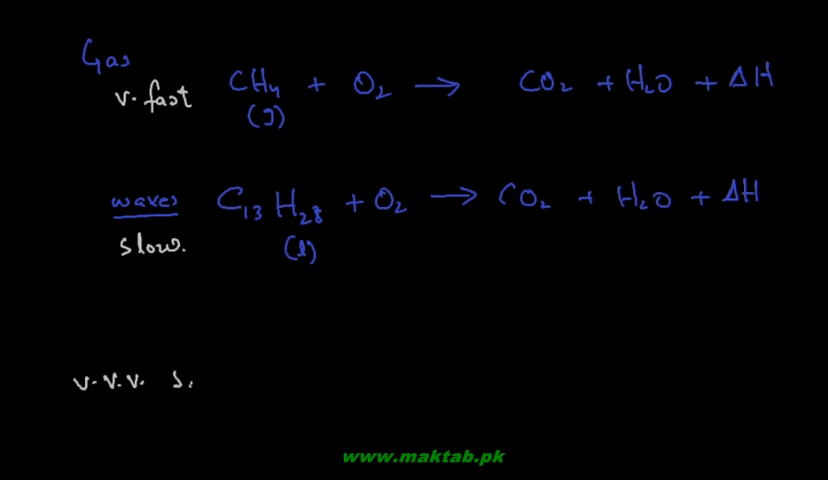 Gas
v. fast CH4 + O2 → CO2 + H2O + ΔH
(g)
waxes C13 H28 + O2 → CO2 + H2O + ΔH
slow. (l)
v. v. v. s.
www.maktab.pk